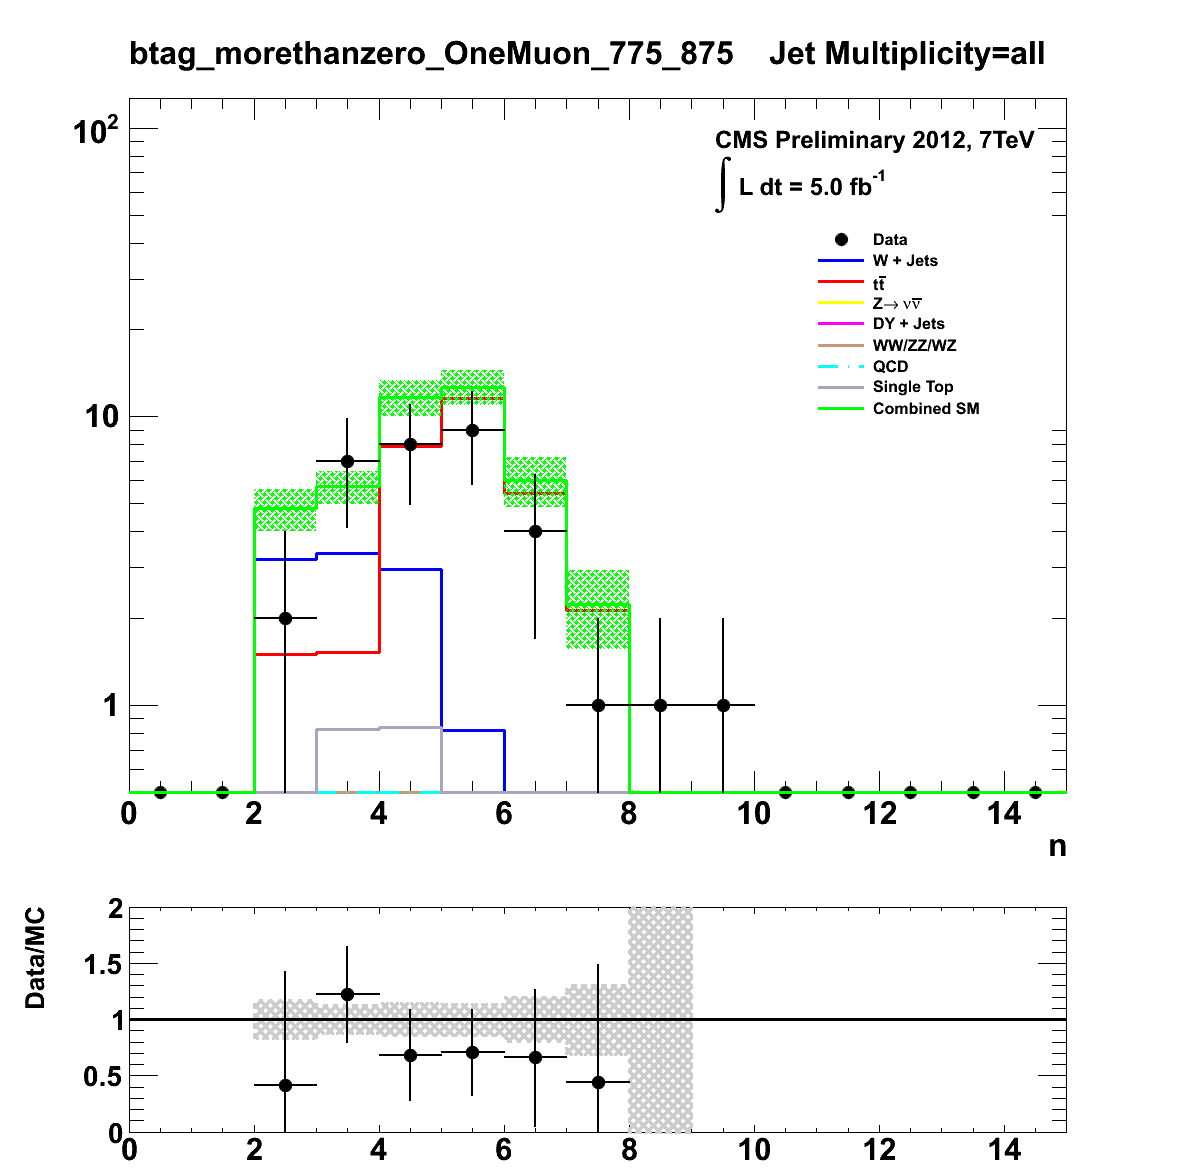 btag_morethanzero_OneMuon_775_875 Jet Multiplicity=all
10²
CMS Preliminary 2012, 7TeV
∫ L dt = 5.0 fb⁻¹
Data
W + Jets
tt̅
Z→ νν̅
DY + Jets
WW/ZZ/WZ
QCD
Single Top
Combined SM
10
1
0 2 4 6 8 10 12 14
n
Data/MC
2
1.5
1
0.5
0
0 2 4 6 8 10 12 14